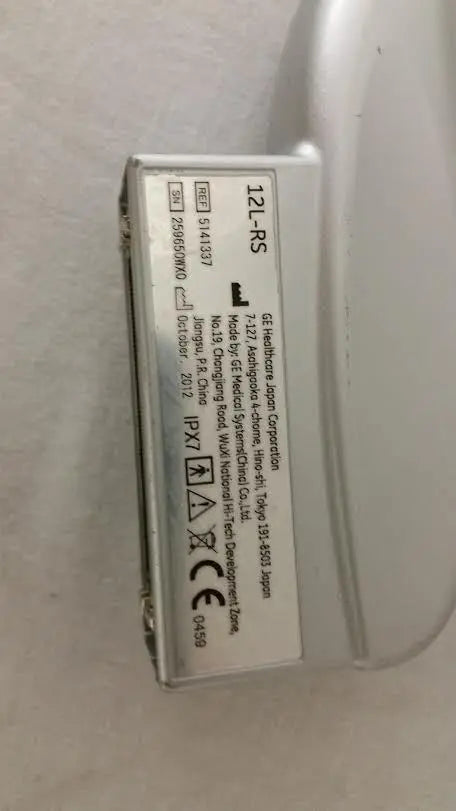 12L-RS
REF 5141337
SN 259650WX0 October, 2012
GE Healthcare Japan Corporation
7-127, Asahigaoka 4-chome, Hino-shi, Tokyo 191-8503 Japan
Made by: GE Medical Systems(China) Co.,Ltd.
No.19, Changjiang Road, WuXi National Hi-Tech Development Zone,
Jiangsu, P.R. China
IPX7 CE 0459